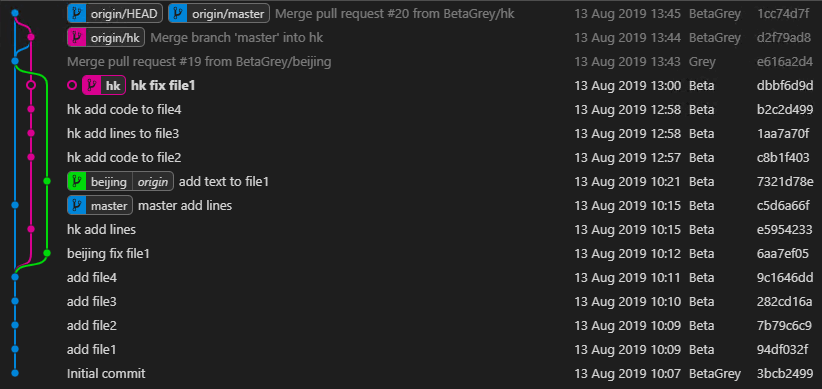 origin/HEAD origin/master Merge pull request #20 from BetaGrey/hk 13 Aug 2019 13:45 BetaGrey 1cc74d7f
origin/hk Merge branch 'master' into hk 13 Aug 2019 13:44 BetaGrey d2f79ad8
Merge pull request #19 from BetaGrey/beijing 13 Aug 2019 13:43 Grey e616a2d4
hk hk fix file1 13 Aug 2019 13:00 Beta dbbf6d9d
hk add code to file4 13 Aug 2019 12:58 Beta b2c2d499
hk add lines to file3 13 Aug 2019 12:58 Beta 1aa7a70f
hk add code to file2 13 Aug 2019 12:57 Beta c8b1f403
beijing origin add text to file1 13 Aug 2019 10:21 Beta 7321d78e
master master add lines 13 Aug 2019 10:15 Beta c5d6a66f
hk add lines 13 Aug 2019 10:15 Beta e5954233
beijing fix file1 13 Aug 2019 10:12 Beta 6aa7ef05
add file4 13 Aug 2019 10:11 Beta 9c1646dd
add file3 13 Aug 2019 10:10 Beta 282cd16a
add file2 13 Aug 2019 10:09 Beta 7b79c6c9
add file1 13 Aug 2019 10:09 Beta 94df032f
Initial commit 13 Aug 2019 10:07 BetaGrey 3bcb2499